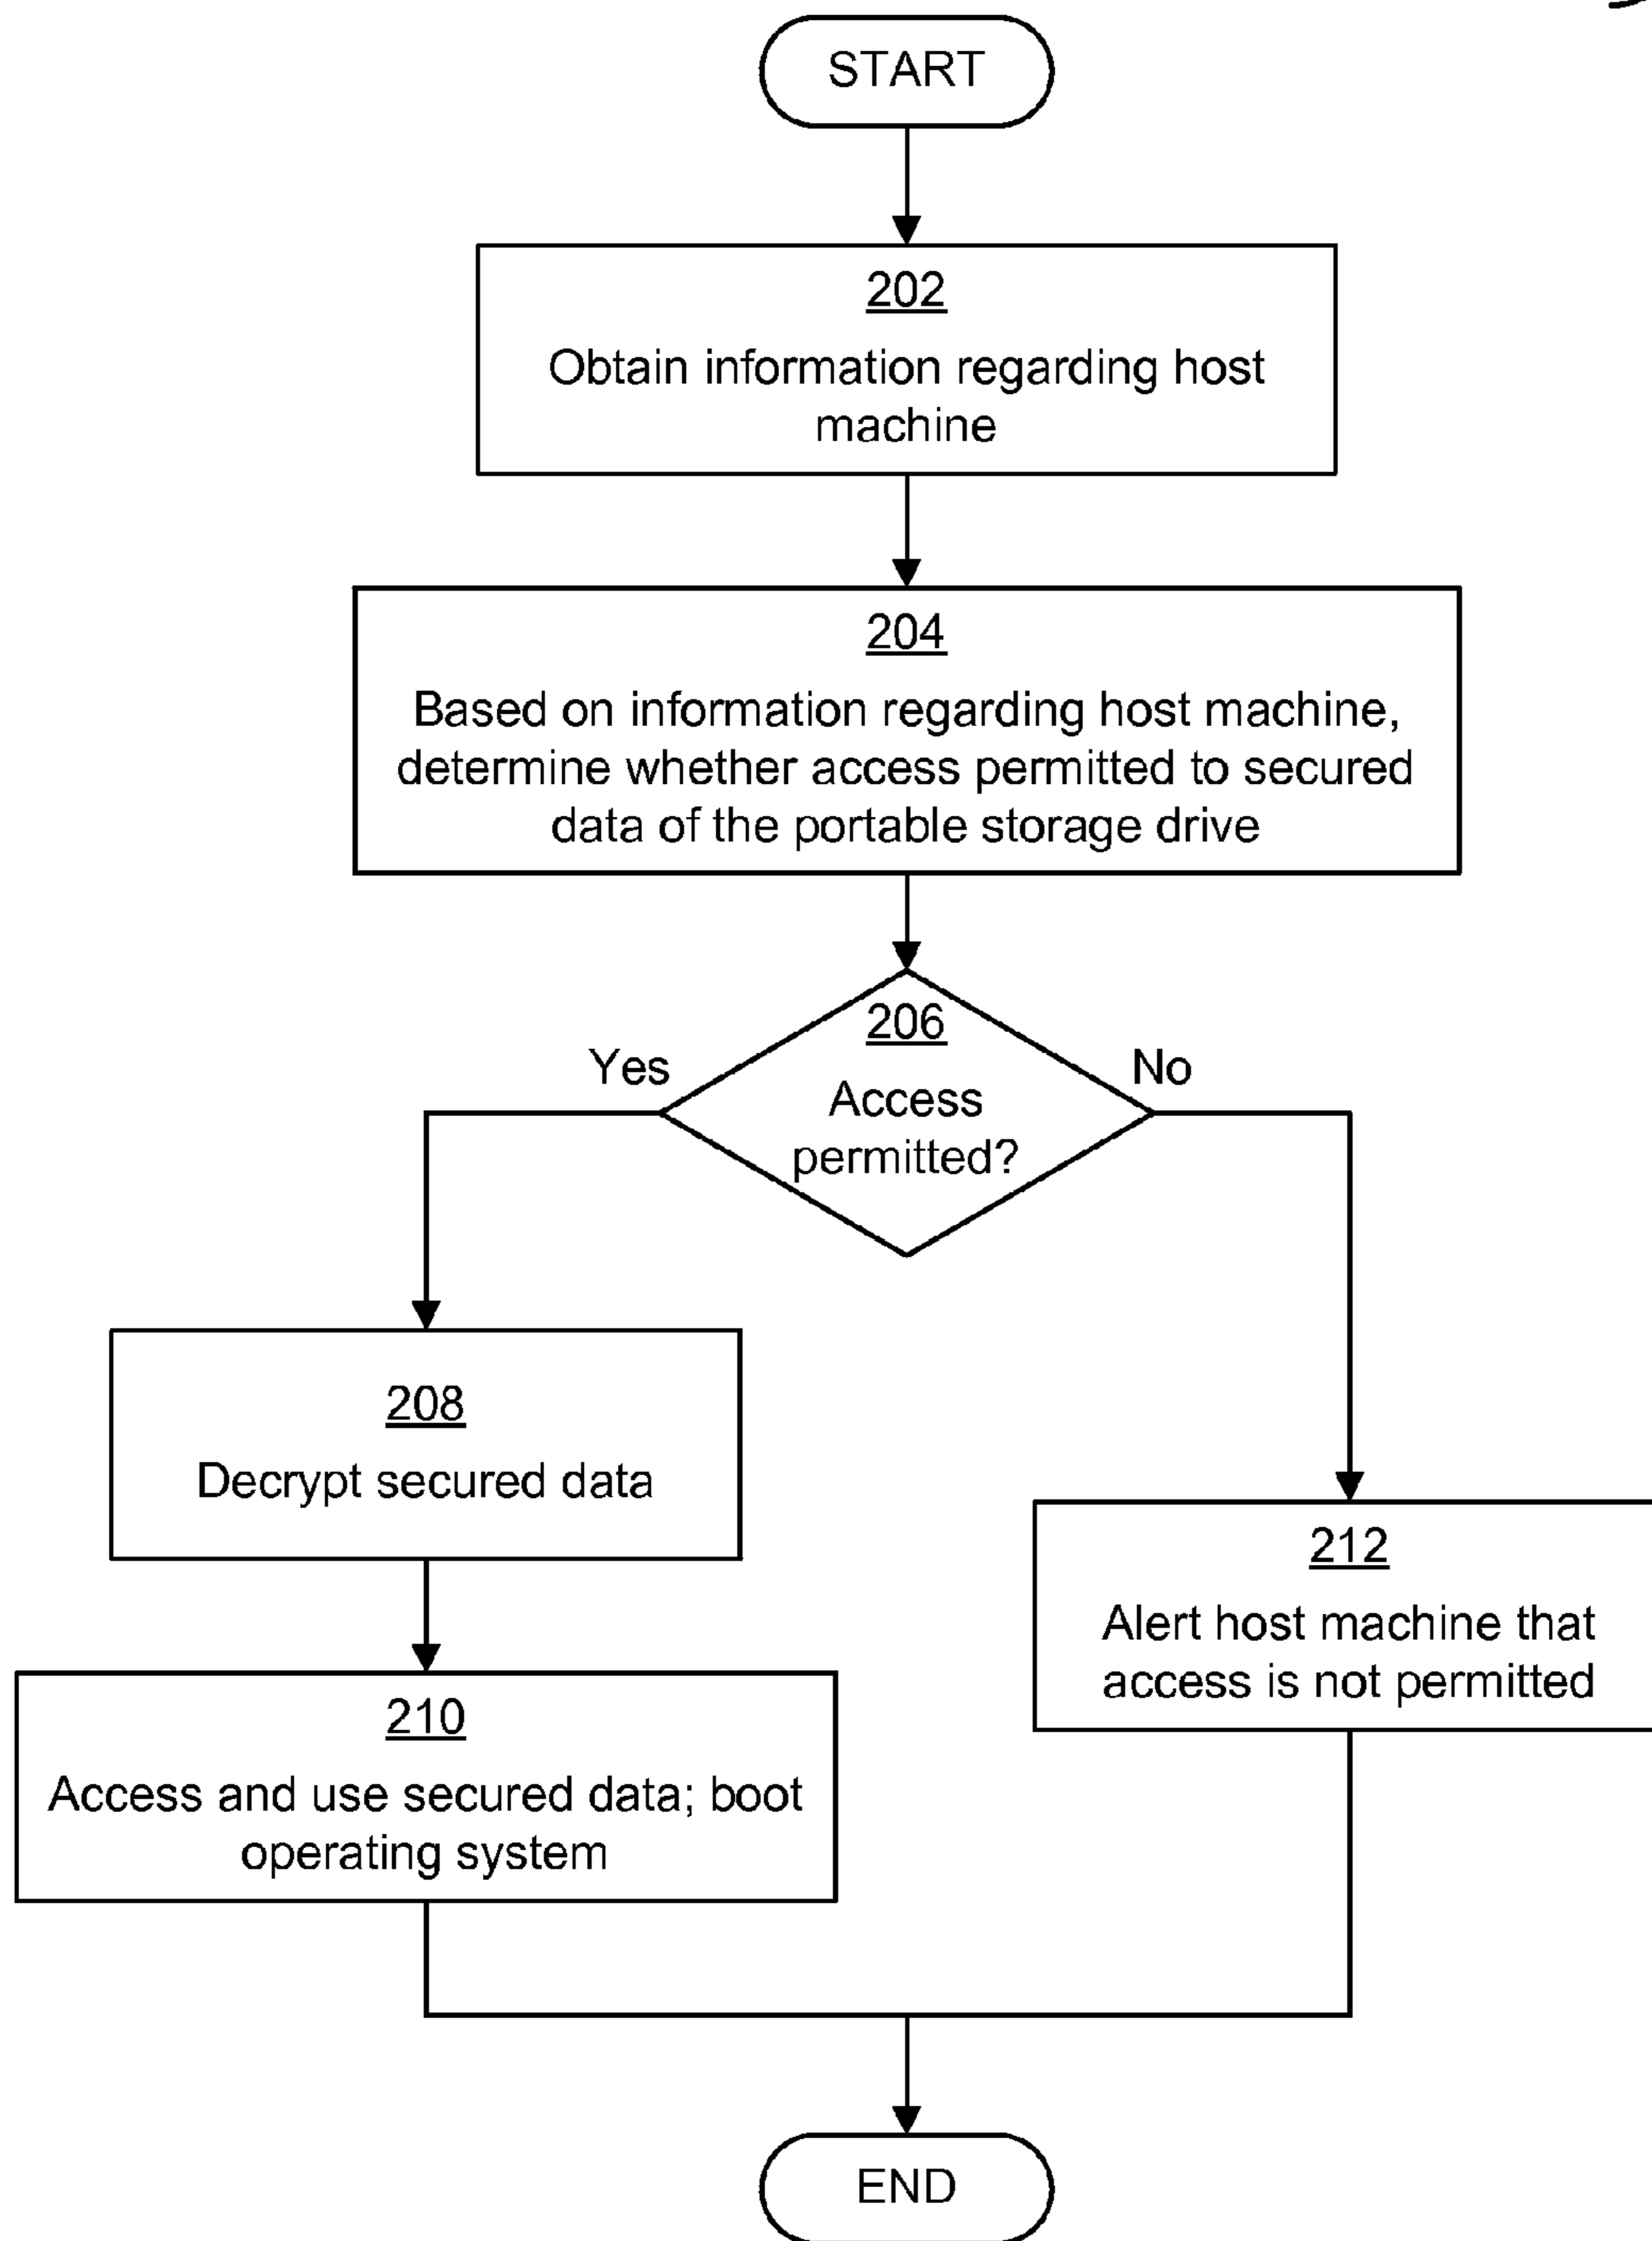 START
202
Obtain information regarding host
machine
204
Based on information regarding host machine,
determine whether access permitted to secured
data of the portable storage drive
206
Access
permitted?
Yes
No
208
Decrypt secured data
210
Access and use secured data; boot
operating system
212
Alert host machine that
access is not permitted
END